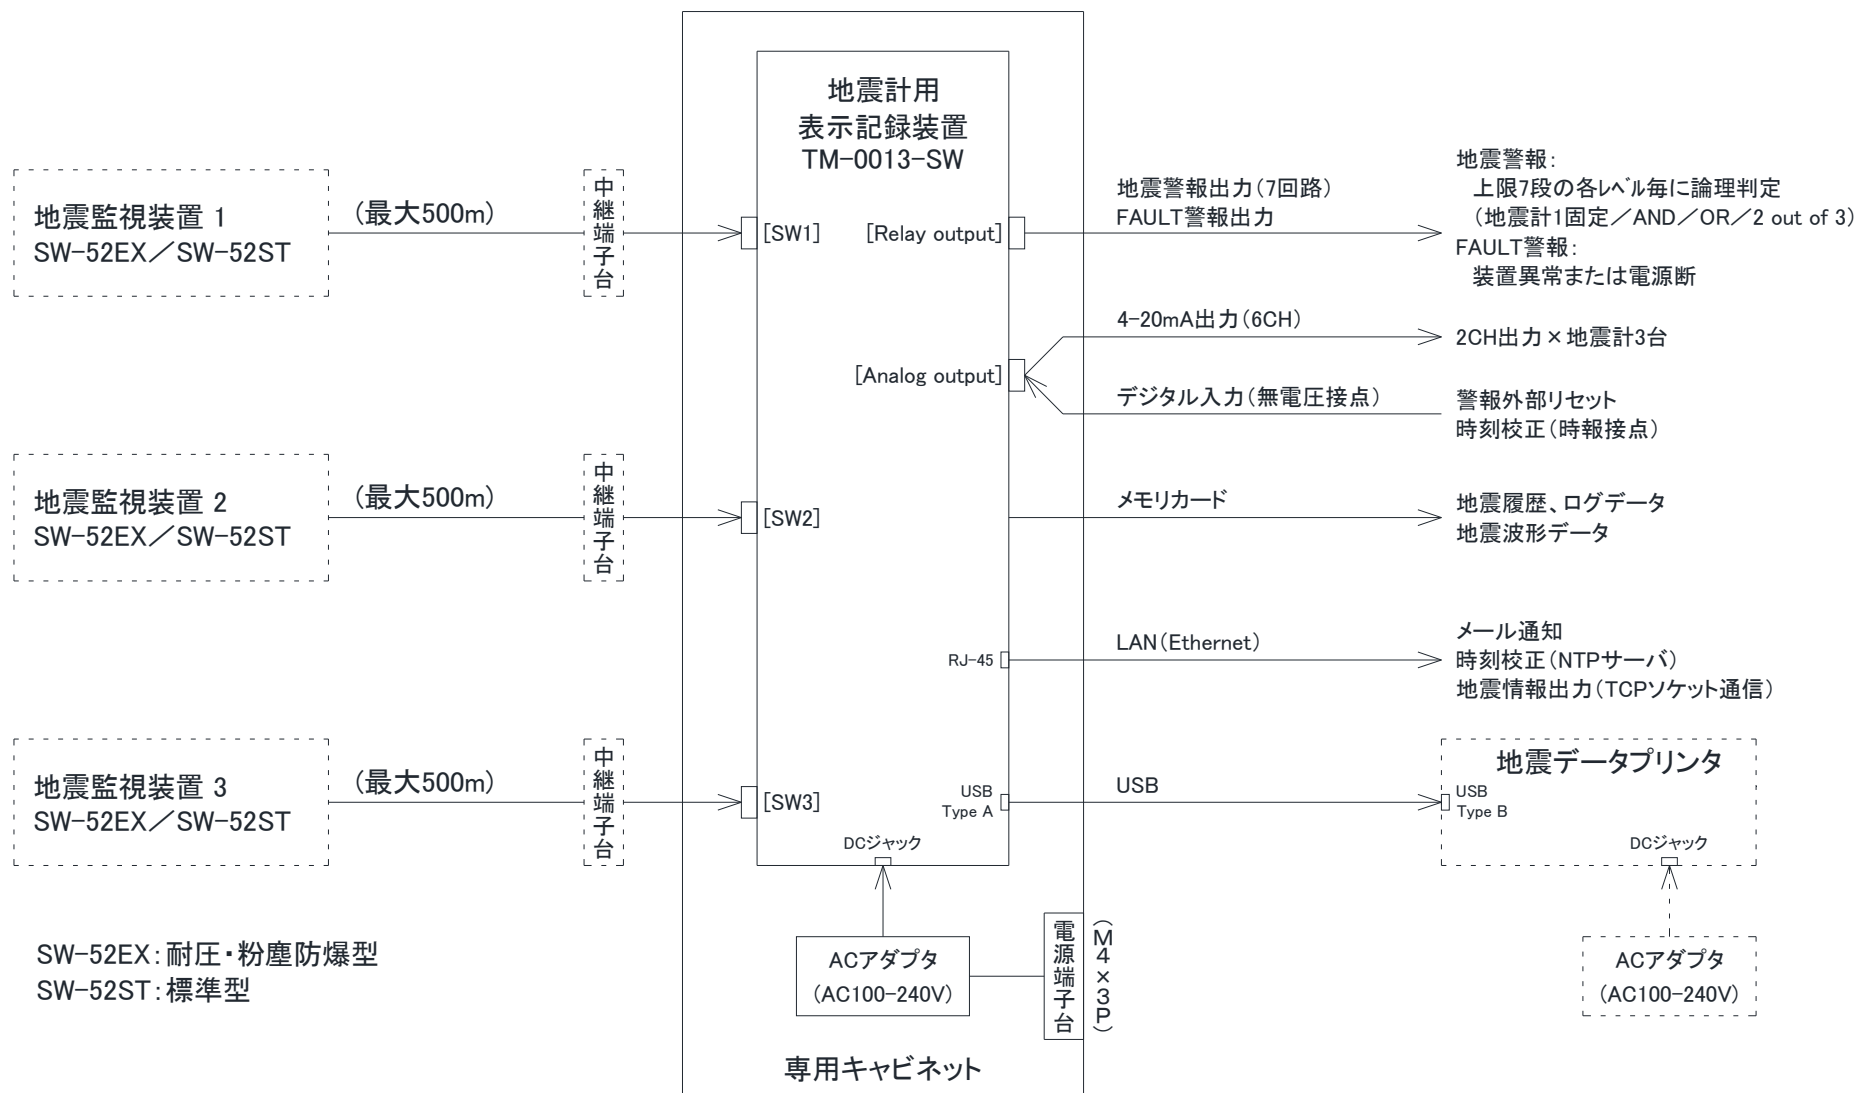 地震計用
表示記録装置
TM-0013-SW
地震監視装置 1
SW-52EX／SW-52ST
(最大500m)
中継端子台
[SW1]
[Relay output]
地震警報出力(7回路)
FAULT警報出力
地震警報:
上限7段の各レベル毎に論理判定
(地震計1固定／AND／OR／2 out of 3)
FAULT警報:
装置異常または電源断
4-20mA出力(6CH)
2CH出力×地震計3台
[Analog output]
デジタル入力(無電圧接点)
警報外部リセット
時刻校正(時報接点)
地震監視装置 2
SW-52EX／SW-52ST
(最大500m)
中継端子台
[SW2]
メモリカード
地震履歴、ログデータ
地震波形データ
RJ-45
LAN(Ethernet)
メール通知
時刻校正(NTPサーバ)
地震情報出力(TCPソケット通信)
地震監視装置 3
SW-52EX／SW-52ST
(最大500m)
中継端子台
[SW3]
USB
Type A
USB
地震データプリンタ
USB
Type B
DCジャック
DCジャック
SW-52EX:耐圧・粉塵防爆型
SW-52ST:標準型
ACアダプタ
(AC100-240V)
電源端子台
(M4×3P)
ACアダプタ
(AC100-240V)
専用キャビネット